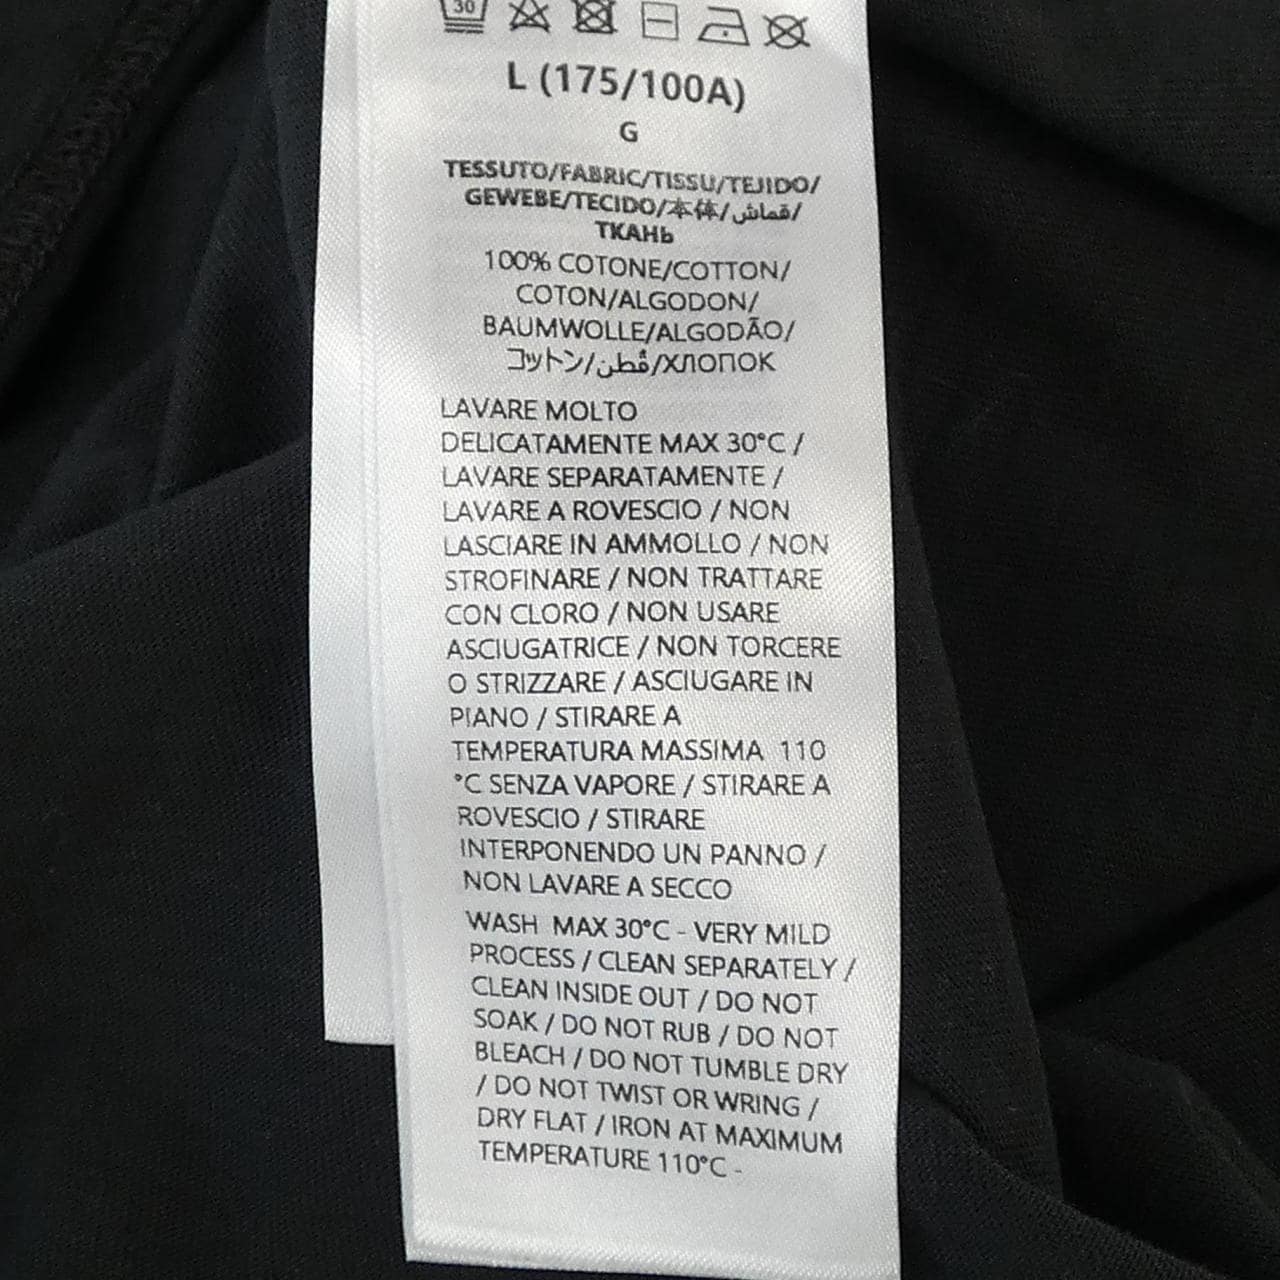 30
L (175/100A)
G
TESSUTO/FABRIC/TISSU/TEJIDO/
GEWEBE/TECIDO/本体/قماش/
ТКАНЬ
100% COTONE/COTTON/
COTON/ALGODON/
BAUMWOLLE/ALGODÃO/
コットン/قُطن/ХЛОПОК
LAVARE MOLTO
DELICATAMENTE MAX 30°C /
LAVARE SEPARATAMENTE /
LAVARE A ROVESCIO / NON
LASCIARE IN AMMOLLO / NON
STROFINARE / NON TRATTARE
CON CLORO / NON USARE
ASCIUGATRICE / NON TORCERE
O STRIZZARE / ASCIUGARE IN
PIANO / STIRARE A
TEMPERATURA MASSIMA 110
°C SENZA VAPORE / STIRARE A
ROVESCIO / STIRARE
INTERPONENDO UN PANNO /
NON LAVARE A SECCO
WASH MAX 30°C - VERY MILD
PROCESS / CLEAN SEPARATELY /
CLEAN INSIDE OUT / DO NOT
SOAK / DO NOT RUB / DO NOT
BLEACH / DO NOT TUMBLE DRY
/ DO NOT TWIST OR WRING /
DRY FLAT / IRON AT MAXIMUM
TEMPERATURE 110°C -